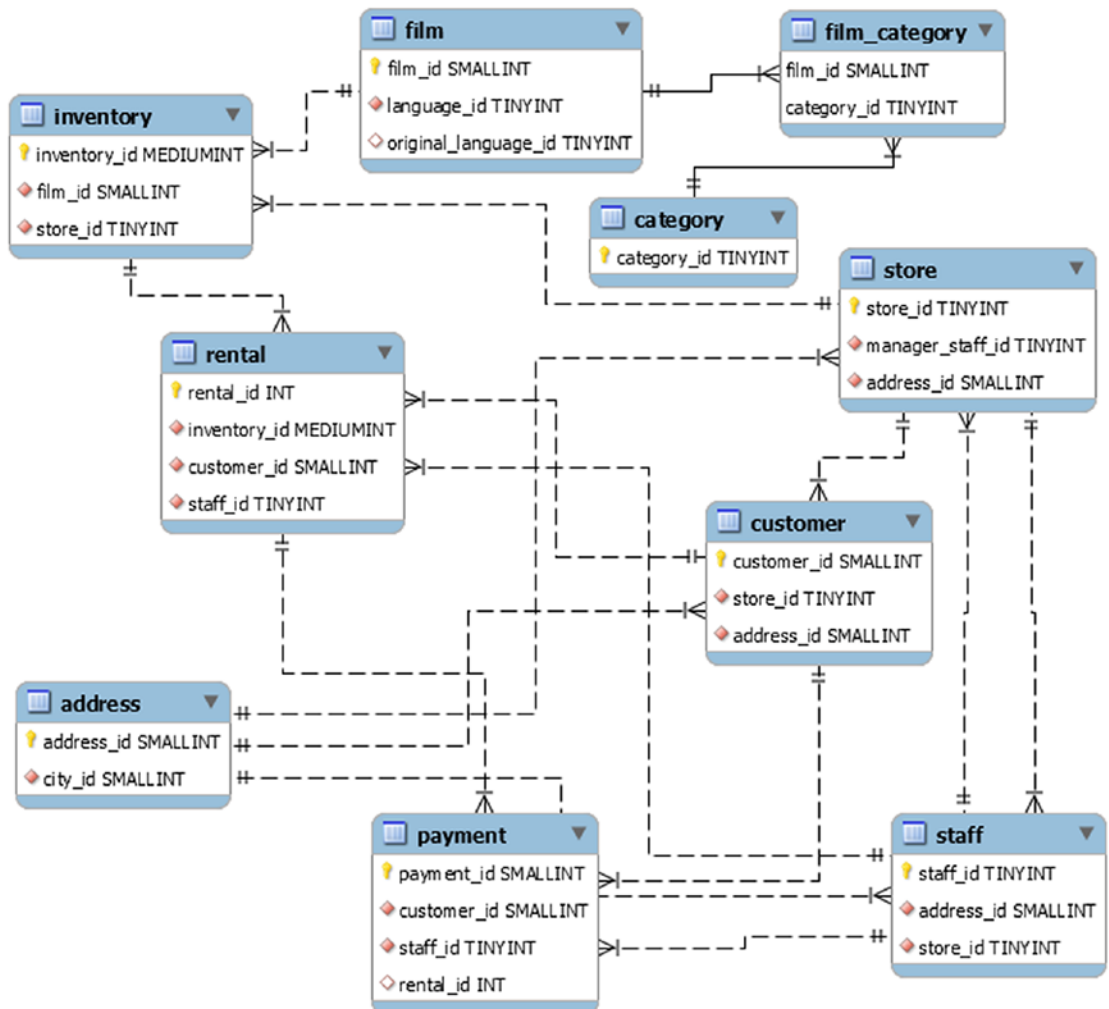 film
film_id SMALLINT
language_id TINYINT
original_language_id TINYINT
film_category
film_id SMALLINT
category_id TINYINT
inventory
inventory_id MEDIUMINT
film_id SMALLINT
store_id TINYINT
category
category_id TINYINT
store
store_id TINYINT
manager_staff_id TINYINT
address_id SMALLINT
rental
rental_id INT
inventory_id MEDIUMINT
customer_id SMALLINT
staff_id TINYINT
customer
customer_id SMALLINT
store_id TINYINT
address_id SMALLINT
address
address_id SMALLINT
city_id SMALLINT
payment
payment_id SMALLINT
customer_id SMALLINT
staff_id TINYINT
rental_id INT
staff
staff_id TINYINT
address_id SMALLINT
store_id TINYINT